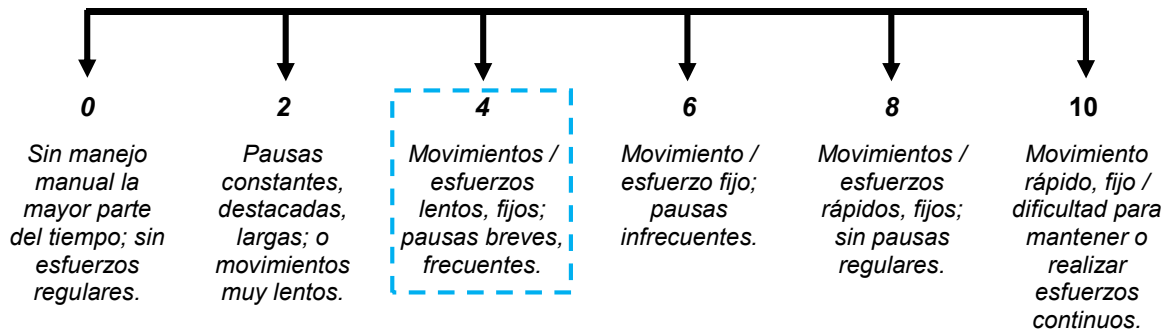 0
Sin manejo
manual la
mayor parte
del tiempo; sin
esfuerzos
regulares.
2
Pausas
constantes,
destacadas,
largas; o
movimientos
muy lentos.
4
Movimientos /
esfuerzos
lentos, fijos;
pausas breves,
frecuentes.
6
Movimiento /
esfuerzo fijo;
pausas
infrecuentes.
8
Movimientos /
esfuerzos
rápidos, fijos;
sin pausas
regulares.
10
Movimiento
rápido, fijo /
dificultad para
mantener o
realizar
esfuerzos
continuos.